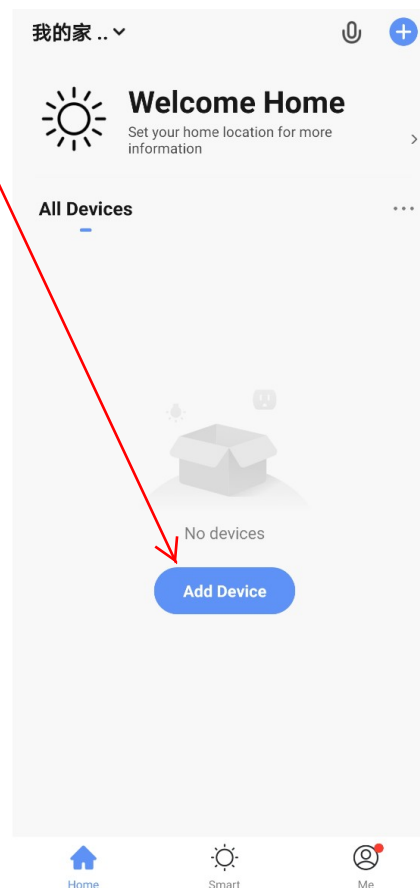 我的家 ..
Welcome Home
Set your home location for more
information
All Devices
No devices
Add Device
Home
Smart
Me